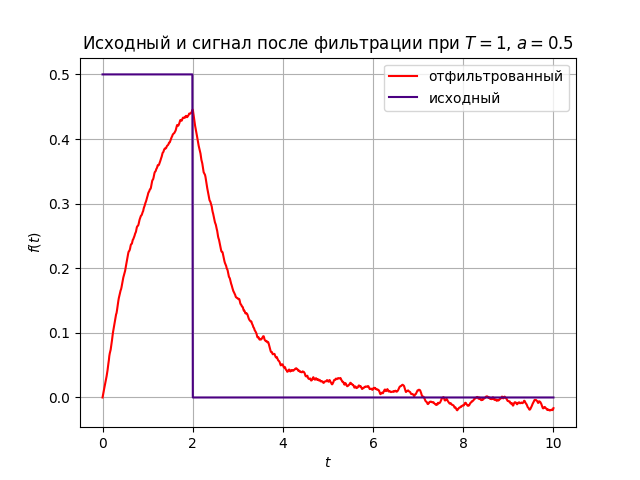 Исходный и сигнал после фильтрации при T = 1, a = 0.5
отфильтрованный
исходный
0.5
0.4
0.3
0.2
0.1
0.0
f(t)
0 2 4 6 8 10
t